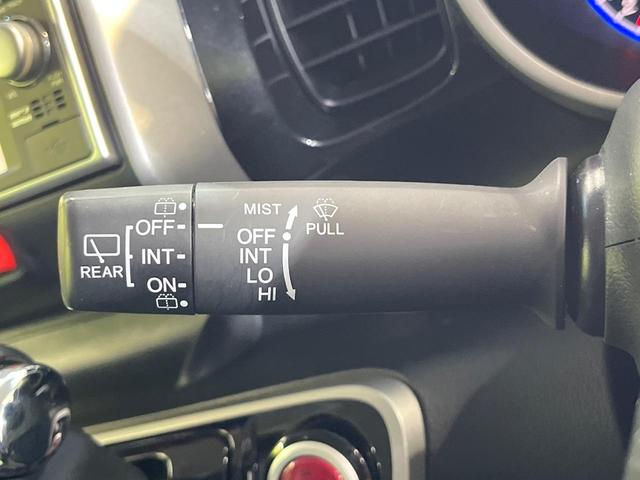 REAR
OFF
INT
ON
MIST
OFF
INT
LO
HI
PULL